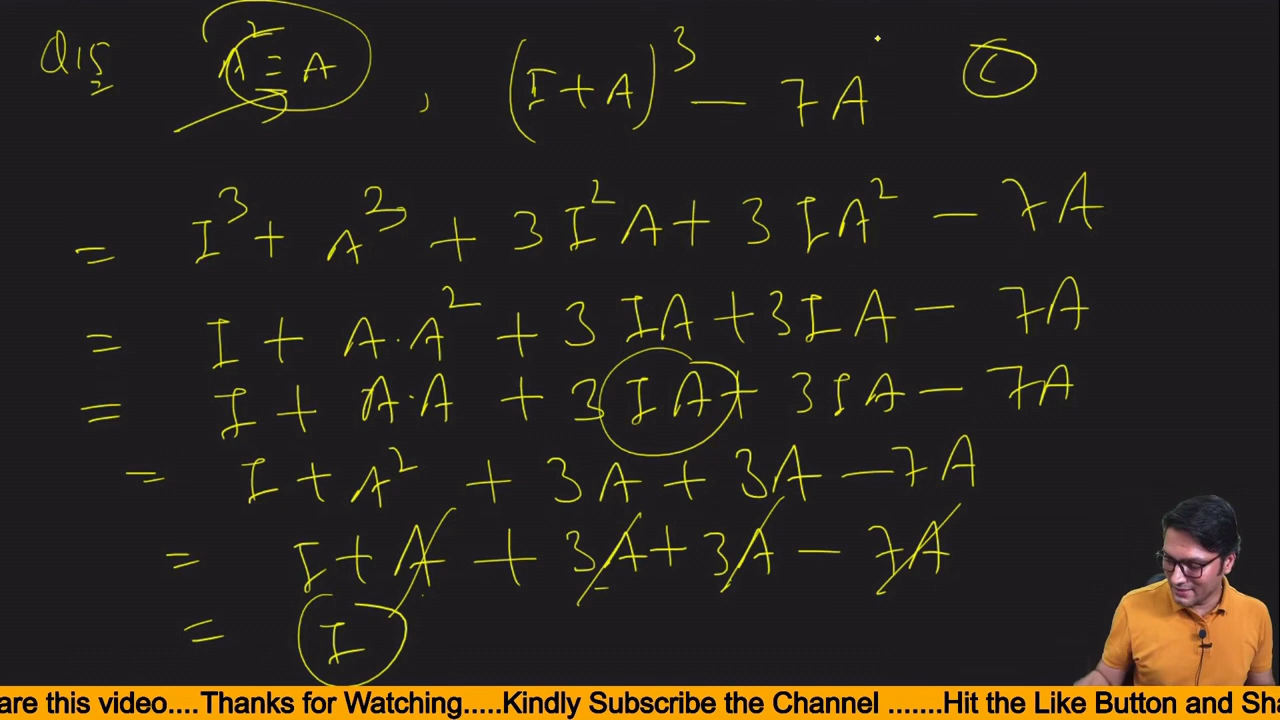 Q15 A² = A , (I+A)³ − 7A C
= I³ + A³ + 3I²A + 3IA² − 7A
= I + A·A² + 3IA + 3IA − 7A
= I + A·A + 3IA + 3IA − 7A
= I + A² + 3A + 3A − 7A
= I + A + 3A + 3A − 7A
= I
are this video....Thanks for Watching.....Kindly Subscribe the Channel .......Hit the Like Button and Sha